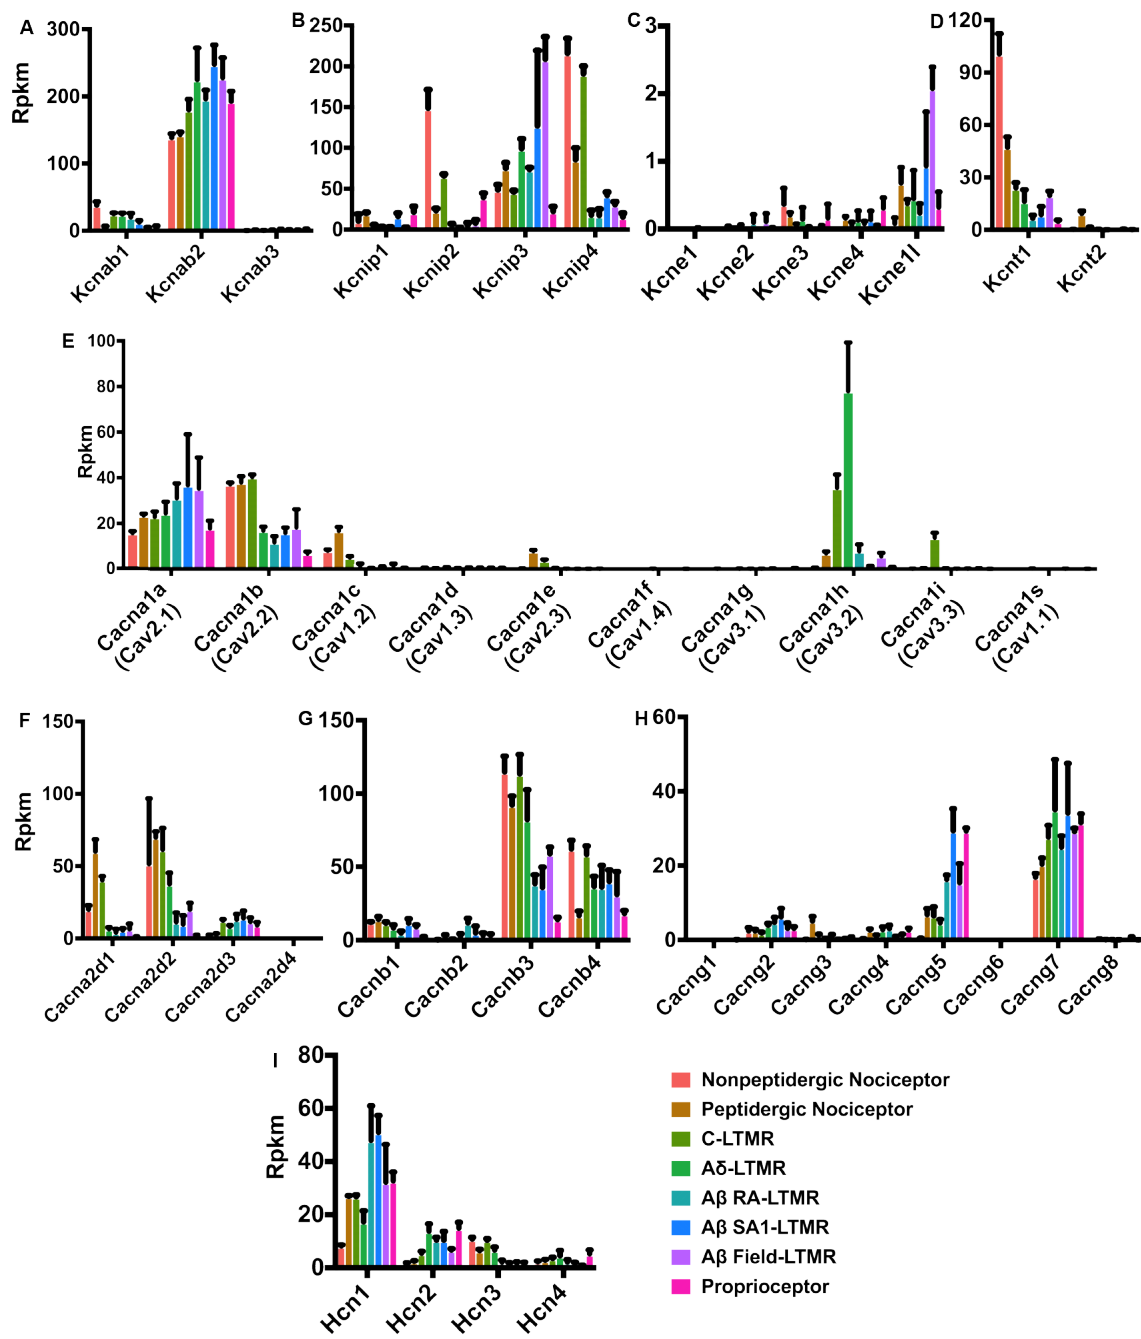 A
300
200
100
0
Rpkm
Kcnab1
Kcnab2
Kcnab3
B
250
200
150
100
50
0
Kcnip1
Kcnip2
Kcnip3
Kcnip4
C
3
2
1
0
Kcne1
Kcne2
Kcne3
Kcne4
Kcne1l
D
120
90
60
30
0
Kcnt1
Kcnt2
E
100
80
60
40
20
0
Rpkm
Cacna1a
(Cav2.1)
Cacna1b
(Cav2.2)
Cacna1c
(Cav1.2)
Cacna1d
(Cav1.3)
Cacna1e
(Cav2.3)
Cacna1f
(Cav1.4)
Cacna1g
(Cav3.1)
Cacna1h
(Cav3.2)
Cacna1i
(Cav3.3)
Cacna1s
(Cav1.1)
F
150
100
50
0
Rpkm
Cacna2d1
Cacna2d2
Cacna2d3
Cacna2d4
G
150
100
50
0
Cacnb1
Cacnb2
Cacnb3
Cacnb4
H
60
40
20
0
Cacng1
Cacng2
Cacng3
Cacng4
Cacng5
Cacng6
Cacng7
Cacng8
I
80
60
40
20
0
Rpkm
Hcn1
Hcn2
Hcn3
Hcn4
Nonpeptidergic Nociceptor
Peptidergic Nociceptor
C-LTMR
Aδ-LTMR
Aβ RA-LTMR
Aβ SA1-LTMR
Aβ Field-LTMR
Proprioceptor